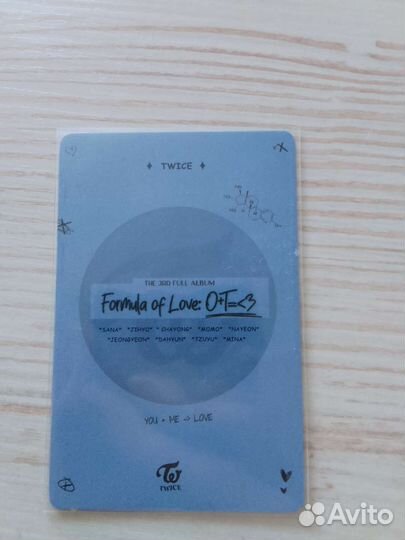 TWICE
THE 3RD FULL ALBUM
Formula of Love: O+T=<3
*SANA* *JIHYO* *CHAYONG* *MOMO* *NAYEON*
*JEONGYEON* *DAHYUN* *TZUYU* *MINA*
YOU + ME → LOVE
TWICE
Avito